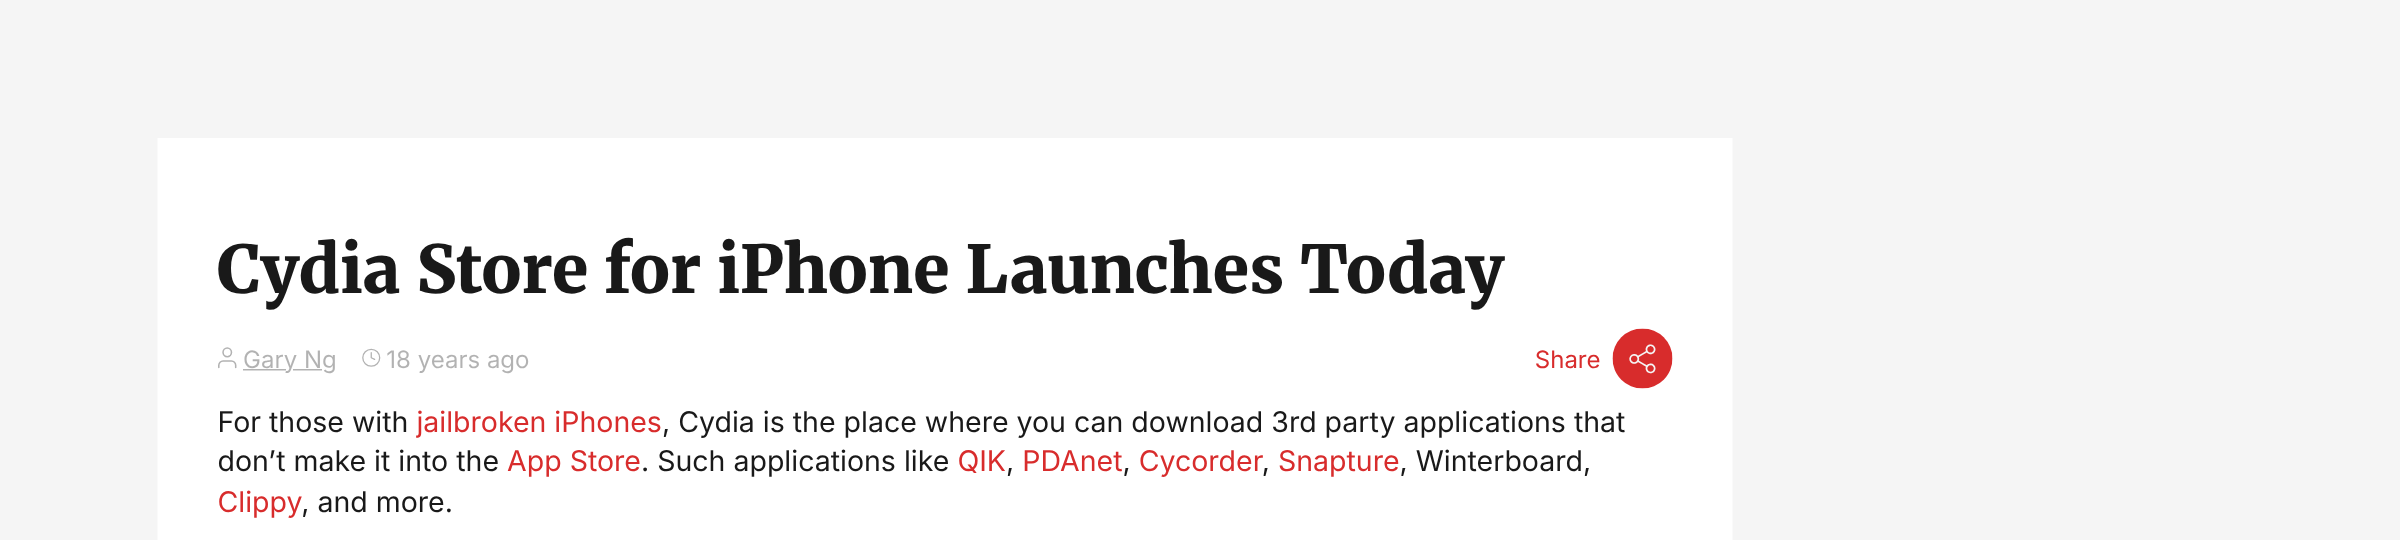 Cydia Store for iPhone Launches Today
Gary Ng 18 years ago Share
For those with jailbroken iPhones, Cydia is the place where you can download 3rd party applications that
don’t make it into the App Store. Such applications like QIK, PDAnet, Cycorder, Snapture, Winterboard,
Clippy, and more.